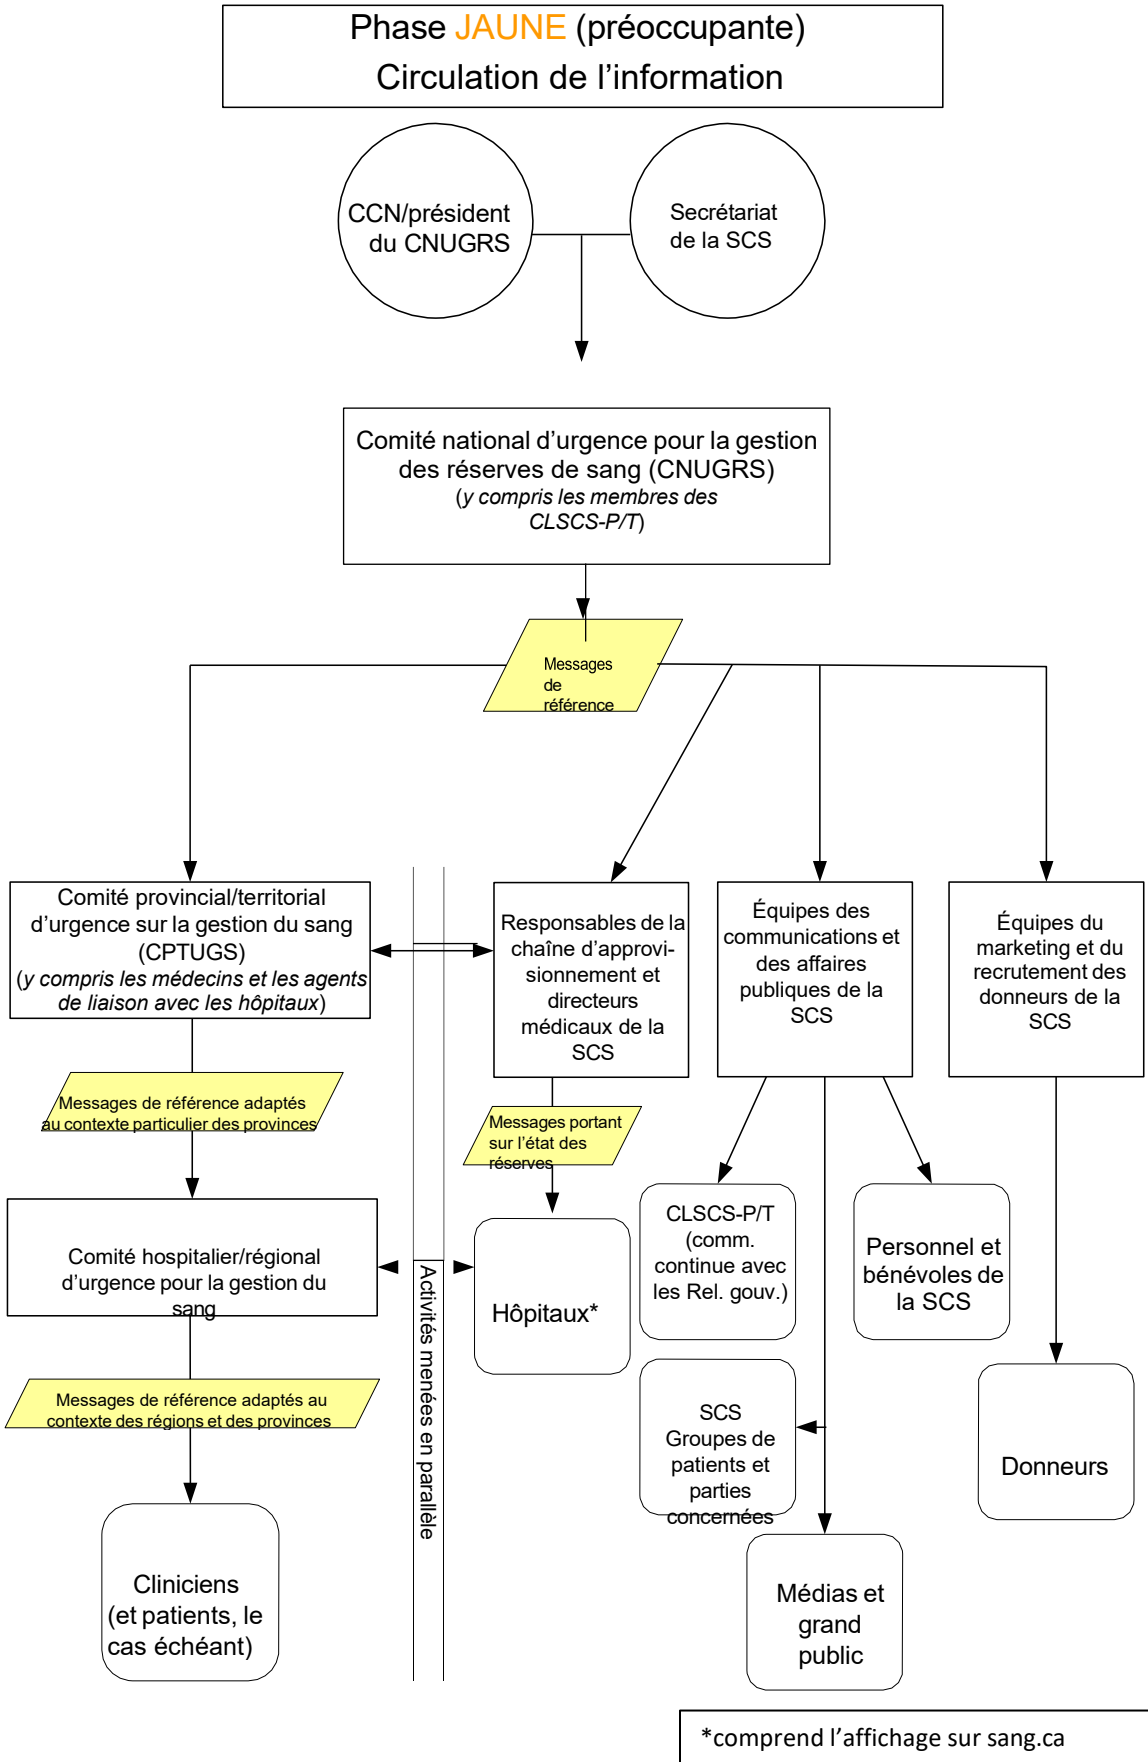 Phase JAUNE (préoccupante)
Circulation de l’information
CCN/président
du CNUGRS
Secrétariat
de la SCS
Comité national d’urgence pour la gestion
des réserves de sang (CNUGRS)
(y compris les membres des
CLSCS-P/T)
Messages
de
référence
Comité provincial/territorial
d’urgence sur la gestion du sang
(CPTUGS)
(y compris les médecins et les agents
de liaison avec les hôpitaux)
Responsables de la
chaîne d’approvi-
sionnement et
directeurs
médicaux de la
SCS
Équipes des
communications et
des affaires
publiques de la
SCS
Équipes du
marketing et du
recrutement des
donneurs de la
SCS
Messages de référence adaptés
au contexte particulier des provinces
Messages portant
sur l’état des
réserves
Comité hospitalier/régional
d’urgence pour la gestion du
sang
Activités menées en parallèle
Hôpitaux*
CLSCS-P/T
(comm.
continue avec
les Rel. gouv.)
Personnel et
bénévoles de
la SCS
Messages de référence adaptés au
contexte des régions et des provinces
SCS
Groupes de
patients et
parties
concernées
Donneurs
Cliniciens
(et patients, le
cas échéant)
Médias et
grand
public
*comprend l’affichage sur sang.ca